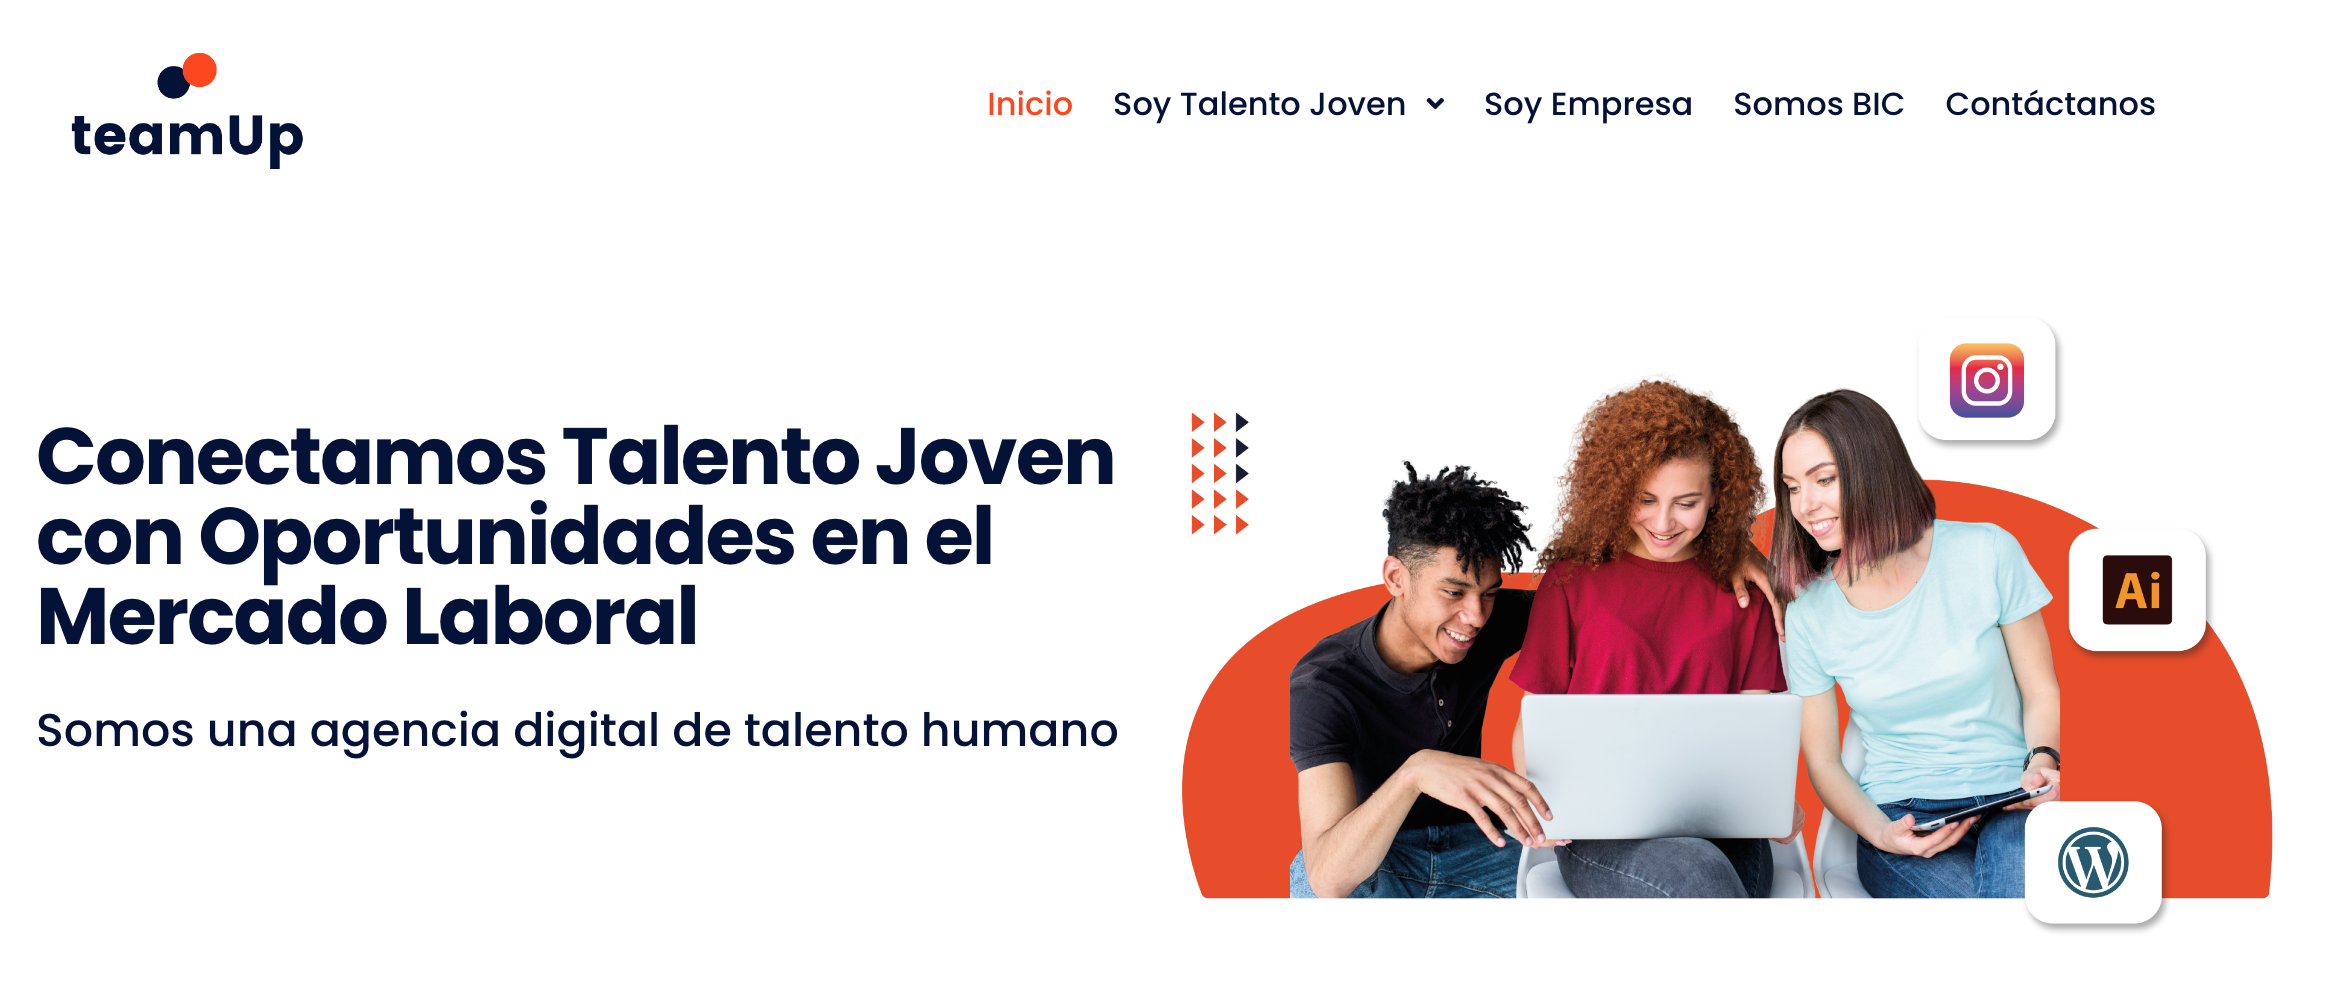 teamUp
Inicio Soy Talento Joven Soy Empresa Somos BIC Contáctanos
Conectamos Talento Joven
con Oportunidades en el
Mercado Laboral
Somos una agencia digital de talento humano
Ai
W